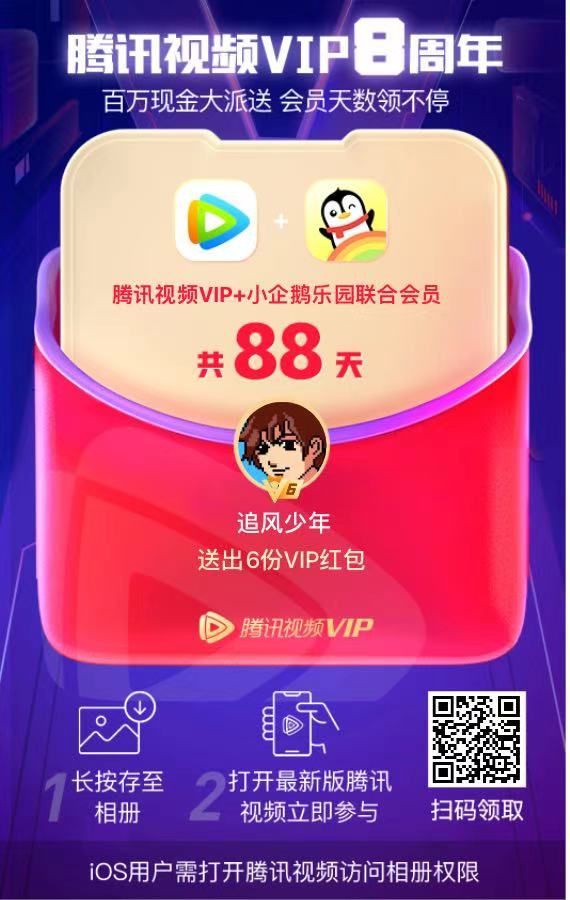 腾讯视频VIP8周年
百万现金大派送 会员天数领不停
+
腾讯视频VIP+小企鹅乐园联合会员
共88天
V6
追风少年
送出6份VIP红包
腾讯视频VIP
1 长按存至
相册
2 打开最新版腾讯
视频立即参与
扫码领取
iOS用户需打开腾讯视频访问相册权限